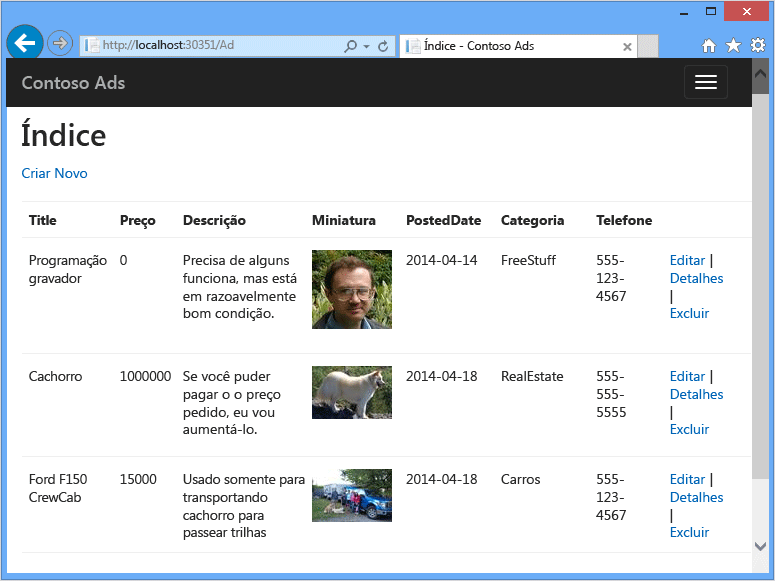 http://localhost:30351/Ad
Índice - Contoso Ads
Contoso Ads
Índice
Criar Novo
Title Preço Descrição Miniatura PostedDate Categoria Telefone
Programação 0 Precisa de alguns 2014-04-14 FreeStuff 555- Editar |
gravador funciona, mas está 123- Detalhes
em razoavelmente 4567 |
bom condição. Excluir
Cachorro 1000000 Se você puder 2014-04-18 RealEstate 555- Editar |
pagar o o preço 555- Detalhes
pedido, eu vou 5555 |
aumentá-lo. Excluir
Ford F150 15000 Usado somente para 2014-04-18 Carros 555- Editar |
CrewCab transportando 123- Detalhes
cachorro para 4567 |
passear trilhas Excluir